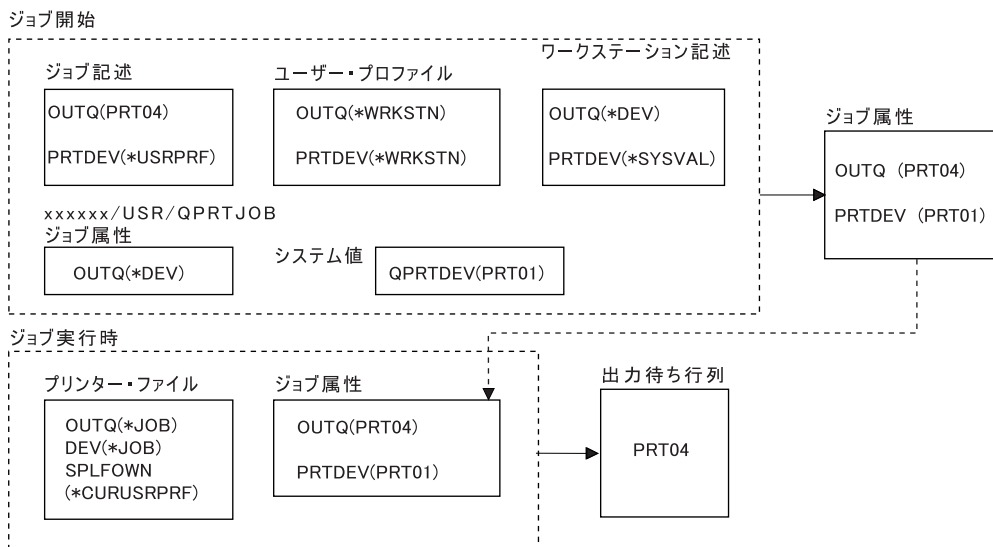 ジョブ開始
ジョブ記述
OUTQ(PRT04)
PRTDEV(*USRPRF)
ユーザー・プロファイル
OUTQ(*WRKSTN)
PRTDEV(*WRKSTN)
ワークステーション記述
OUTQ(*DEV)
PRTDEV(*SYSVAL)
xxxxxx/USR/QPRTJOB
ジョブ属性
OUTQ(*DEV)
システム値
QPRTDEV(PRT01)
ジョブ属性
OUTQ (PRT04)
PRTDEV (PRT01)
ジョブ実行時
プリンター・ファイル
OUTQ(*JOB)
DEV(*JOB)
SPLFOWN
(*CURUSRPRF)
ジョブ属性
OUTQ(PRT04)
PRTDEV(PRT01)
出力待ち行列
PRT04